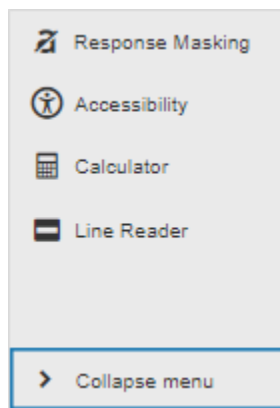 Response Masking
Accessibility
Calculator
Line Reader
Collapse menu